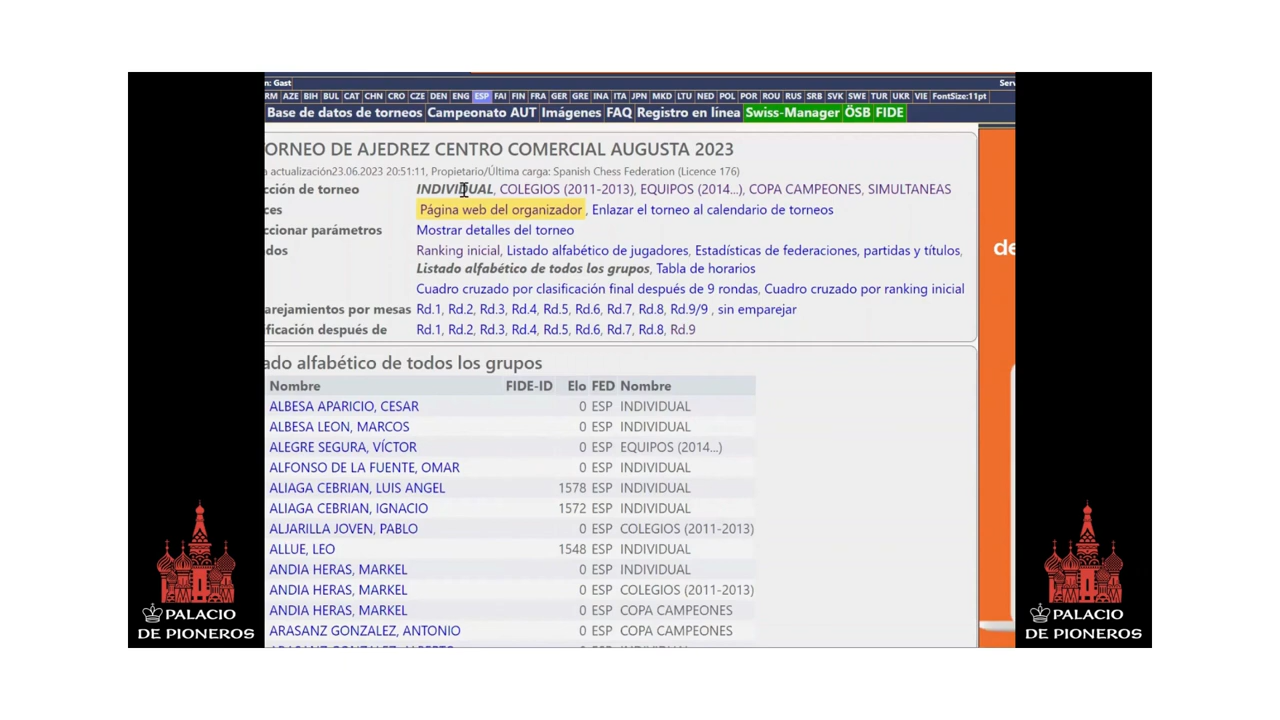 n: Gast
Serv
RM AZE BIH BUL CAT CHN CRO CZE DEN ENG ESP FAI FIN FRA GER GRE INA ITA JPN MKD LTU NED POL POR ROU RUS SRB SVK SWE TUR UKR VIE FontSize:11pt
Base de datos de torneos Campeonato AUT Imágenes FAQ Registro en línea Swiss-Manager ÖSB FIDE
ORNEO DE AJEDREZ CENTRO COMERCIAL AUGUSTA 2023
a actualización23.06.2023 20:51:11, Propietario/Última carga: Spanish Chess Federation (Licence 176)
cción de torneo INDIVIDUAL, COLEGIOS (2011-2013), EQUIPOS (2014...), COPA CAMPEONES, SIMULTANEAS
ces Página web del organizador, Enlazar el torneo al calendario de torneos
ccionar parámetros Mostrar detalles del torneo
dos Ranking inicial, Listado alfabético de jugadores, Estadísticas de federaciones, partidas y títulos,
Listado alfabético de todos los grupos, Tabla de horarios
Cuadro cruzado por clasificación final después de 9 rondas, Cuadro cruzado por ranking inicial
arejamientos por mesas Rd.1, Rd.2, Rd.3, Rd.4, Rd.5, Rd.6, Rd.7, Rd.8, Rd.9/9 , sin emparejar
ificación después de Rd.1, Rd.2, Rd.3, Rd.4, Rd.5, Rd.6, Rd.7, Rd.8, Rd.9
de
ado alfabético de todos los grupos
Nombre FIDE-ID Elo FED Nombre
ALBESA APARICIO, CESAR 0 ESP INDIVIDUAL
ALBESA LEON, MARCOS 0 ESP INDIVIDUAL
ALEGRE SEGURA, VÍCTOR 0 ESP EQUIPOS (2014...)
ALFONSO DE LA FUENTE, OMAR 0 ESP INDIVIDUAL
ALIAGA CEBRIAN, LUIS ANGEL 1578 ESP INDIVIDUAL
ALIAGA CEBRIAN, IGNACIO 1572 ESP INDIVIDUAL
ALJARILLA JOVEN, PABLO 0 ESP COLEGIOS (2011-2013)
ALLUE, LEO 1548 ESP INDIVIDUAL
ANDIA HERAS, MARKEL 0 ESP INDIVIDUAL
ANDIA HERAS, MARKEL 0 ESP COLEGIOS (2011-2013)
ANDIA HERAS, MARKEL 0 ESP COPA CAMPEONES
ARASANZ GONZALEZ, ANTONIO 0 ESP COPA CAMPEONES
PALACIO
DE PIONEROS
PALACIO
DE PIONEROS